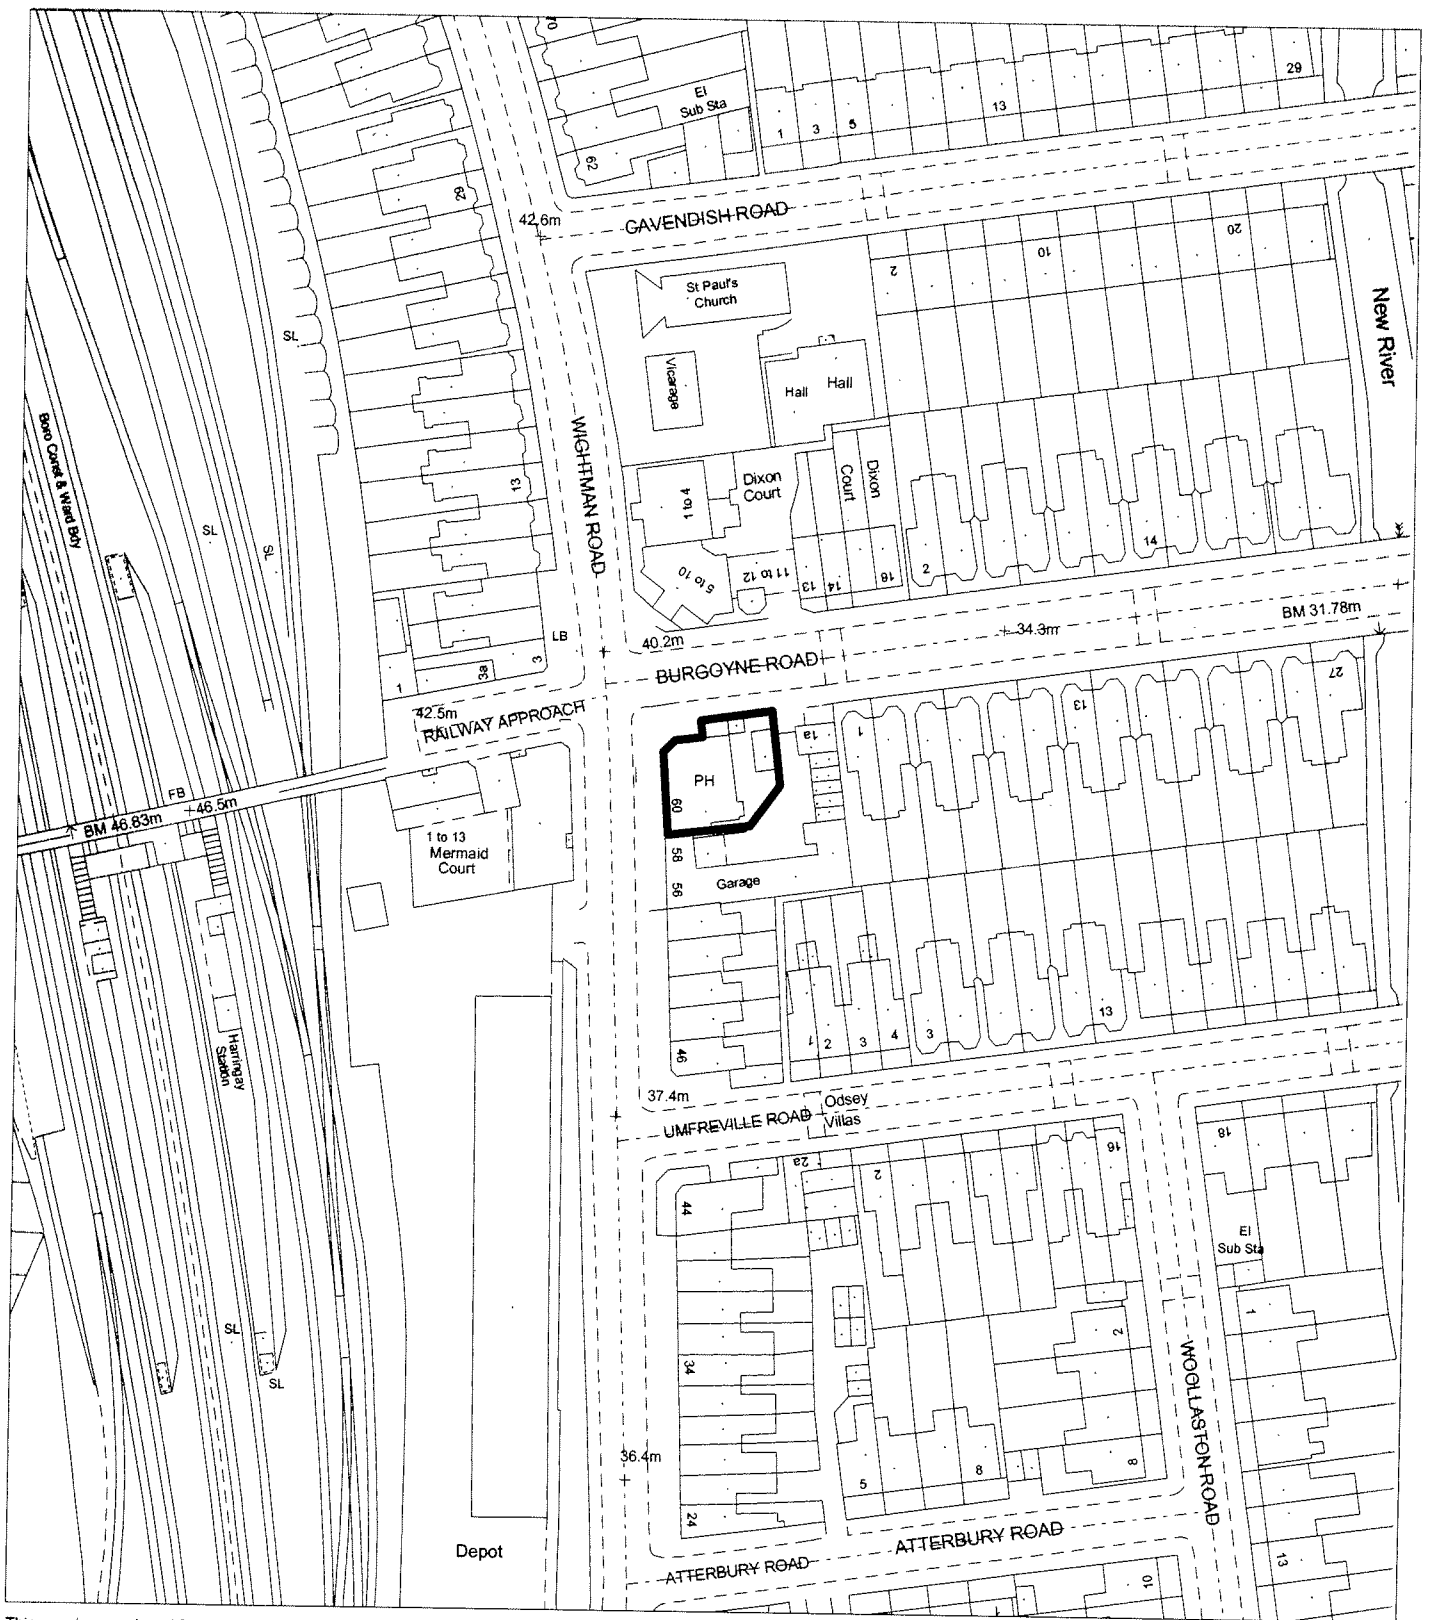 70
El
Sub Sta
62
1
3
5
13
29
29
42.6m
CAVENDISH ROAD
2
10
20
St Paul's
Church
Vicarage
Hall
Hall
New River
SL
SL
SL
Boro Const & Ward Bdy
WIGHTMAN ROAD
13
1 to 4
Dixon
Court
Dixon
Court
5 to 10
11 to 12
13
14
16
2
14
BM 31.78m
34.3m
40.2m
BURGOYNE ROAD
LB
3
3a
1
42.5m
RAILWAY APPROACH
FB
46.5m
BM 46.83m
1 to 13
Mermaid
Court
PH
60
58
56
Garage
1a
1
13
27
46
1
2
3
4
3
13
Harringay
Station
37.4m
UMFREVILLE ROAD
Odsey
Villas
2a
2
16
18
44
El
Sub Sta
1
2
34
SL
SL
WOOLLASTON ROAD
36.4m
5
8
8
24
Depot
ATTERBURY ROAD
ATTERBURY ROAD
10
13